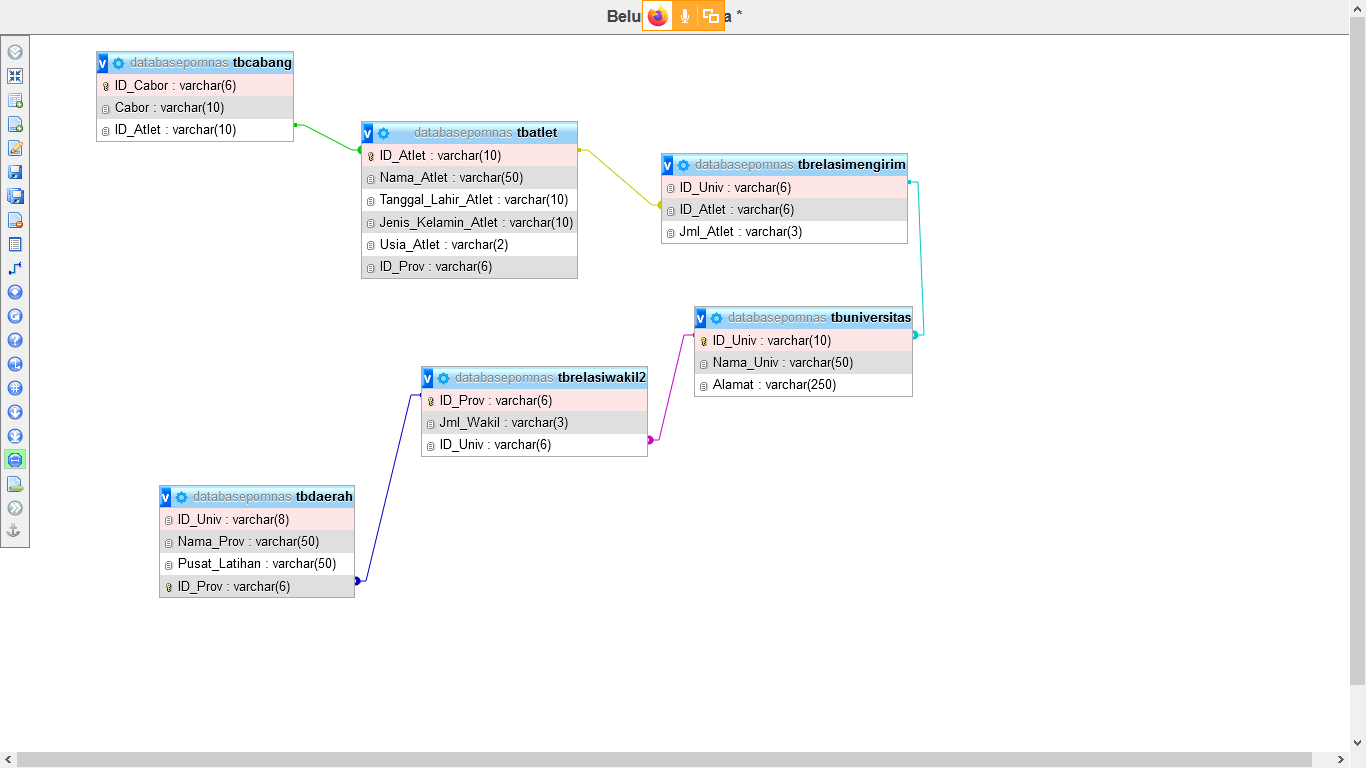 Belu a *
v databasepomnas tbcabang
ID_Cabor : varchar(6)
Cabor : varchar(10)
ID_Atlet : varchar(10)
v databasepomnas tbatlet
ID_Atlet : varchar(10)
Nama_Atlet : varchar(50)
Tanggal_Lahir_Atlet : varchar(10)
Jenis_Kelamin_Atlet : varchar(10)
Usia_Atlet : varchar(2)
ID_Prov : varchar(6)
v databasepomnas tbrelasimengirim
ID_Univ : varchar(6)
ID_Atlet : varchar(6)
Jml_Atlet : varchar(3)
v databasepomnas tbuniversitas
ID_Univ : varchar(10)
Nama_Univ : varchar(50)
Alamat : varchar(250)
v databasepomnas tbrelasiwakil2
ID_Prov : varchar(6)
Jml_Wakil : varchar(3)
ID_Univ : varchar(6)
v databasepomnas tbdaerah
ID_Univ : varchar(8)
Nama_Prov : varchar(50)
Pusat_Latihan : varchar(50)
ID_Prov : varchar(6)